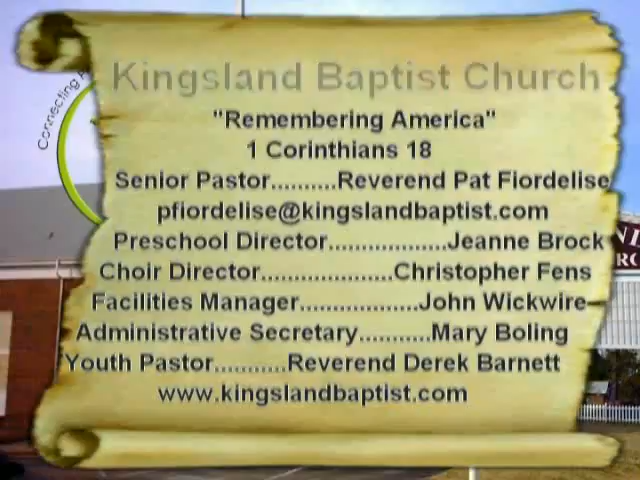 Kingsland Baptist Church
Connecting
"Remembering America"
1 Corinthians 18
Senior Pastor..........Reverend Pat Fiordelise
pfiordelise@kingslandbaptist.com
Preschool Director..................Jeanne Brock
Choir Director....................Christopher Fens
Facilities Manager..................John Wickwire
Administrative Secretary...........Mary Boling
Youth Pastor...........Reverend Derek Barnett
www.kingslandbaptist.com